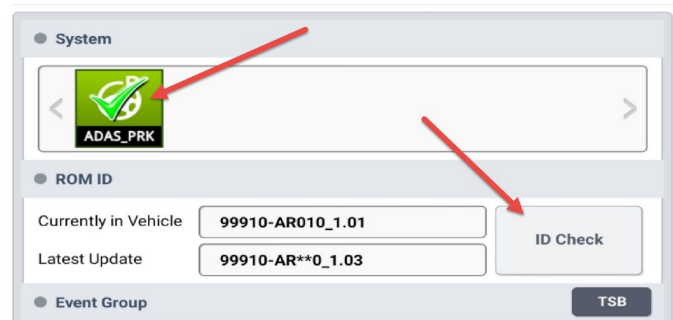 System
ADAS_PRK
ROM ID
Currently in Vehicle 99910-AR010_1.01
ID Check
Latest Update 99910-AR**0_1.03
Event Group TSB